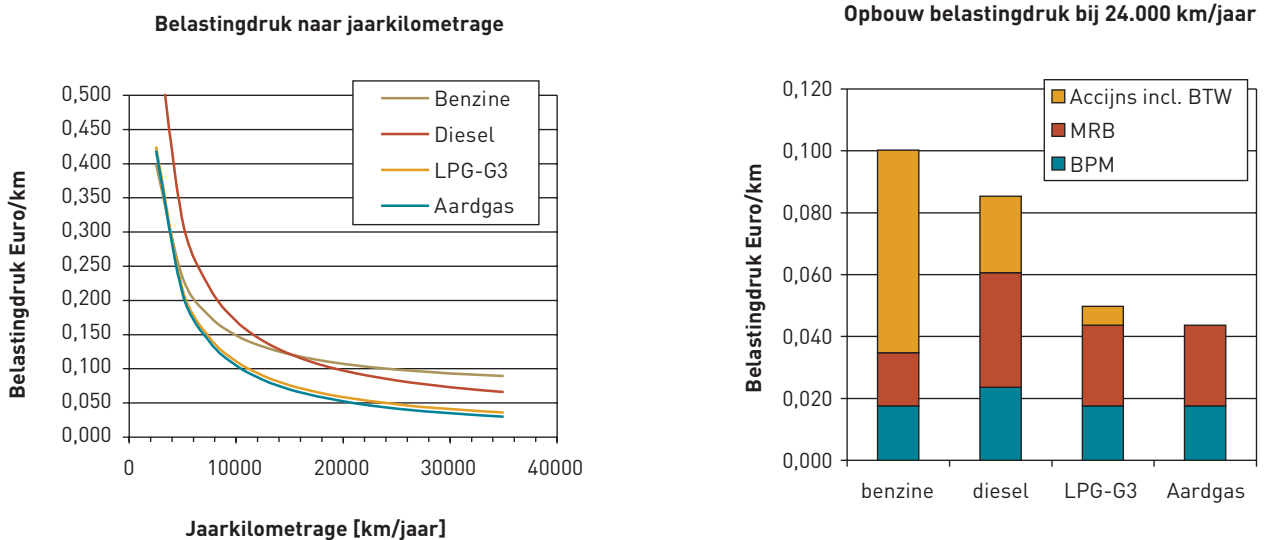 Belastingdruk naar jaarkilometrage
Belastingdruk Euro/km
0,500
0,450
0,400
0,350
0,300
0,250
0,200
0,150
0,100
0,050
0,000
Benzine
Diesel
LPG-G3
Aardgas
0 10000 20000 30000 40000
Jaarkilometrage [km/jaar]
Opbouw belastingdruk bij 24.000 km/jaar
Belastingdruk Euro/km
0,120
0,100
0,080
0,060
0,040
0,020
0,000
Accijns incl. BTW
MRB
BPM
benzine diesel LPG-G3 Aardgas